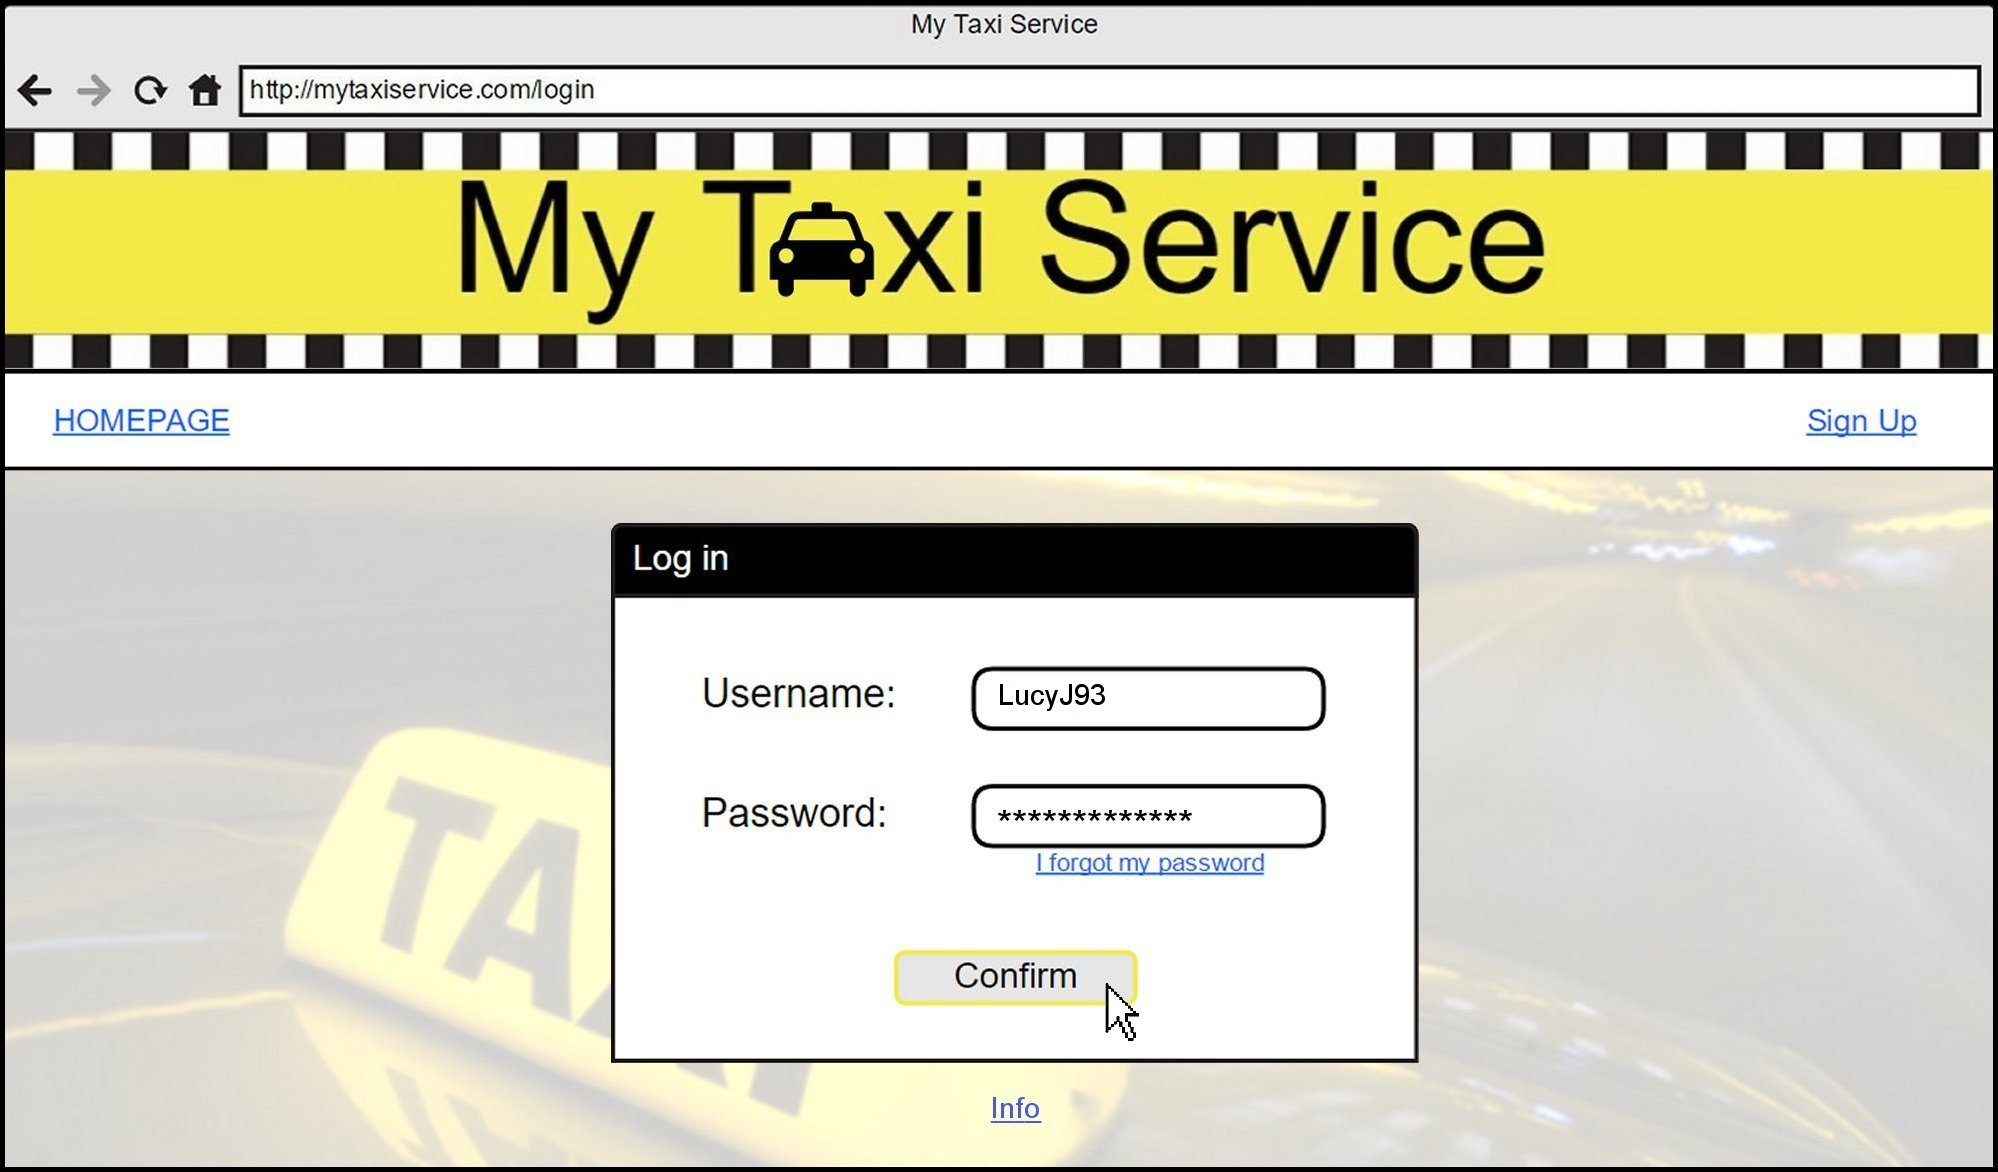 My Taxi Service
http://mytaxiservice.com/login
My Taxi Service
HOMEPAGE
Sign Up
Log in
Username:
LucyJ93
Password:
*************
I forgot my password
Confirm
TAXI
Info